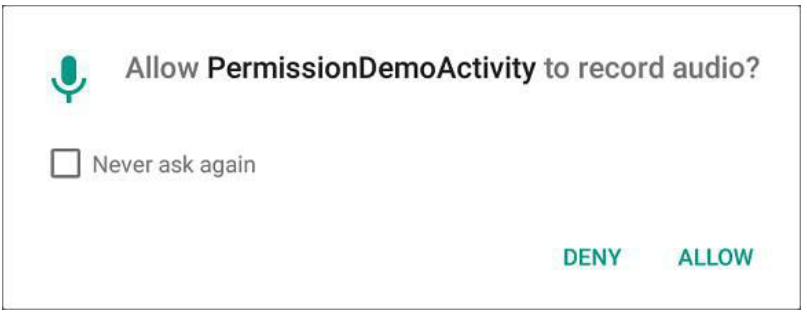 Allow PermissionDemoActivity to record audio?
Never ask again
DENY ALLOW